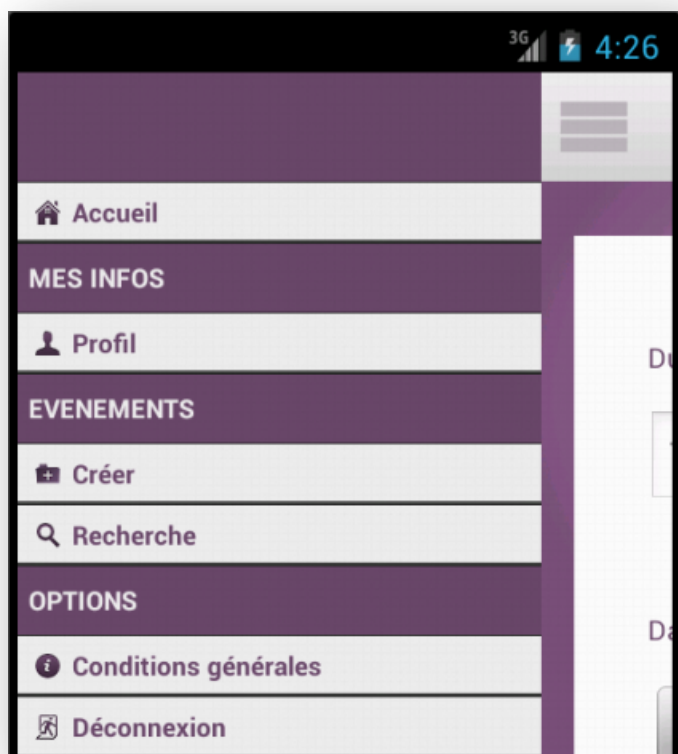 3G 4:26
Accueil
MES INFOS
Profil
EVENEMENTS
Créer
Recherche
OPTIONS
Conditions générales
Déconnexion